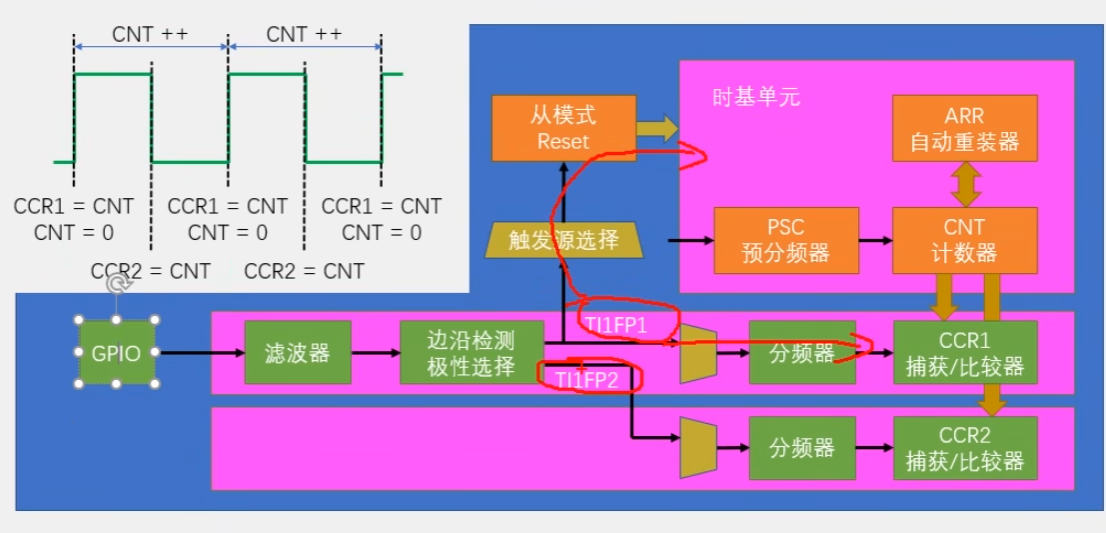 CNT ++
CNT ++
CCR1 = CNT
CNT = 0
CCR1 = CNT
CNT = 0
CCR1 = CNT
CNT = 0
CCR2 = CNT
CCR2 = CNT
从模式
Reset
时基单元
ARR
自动重装器
触发源选择
PSC
预分频器
CNT
计数器
GPIO
滤波器
边沿检测
极性选择
TI1FP1
分频器
CCR1
捕获/比较器
TI1FP2
分频器
CCR2
捕获/比较器